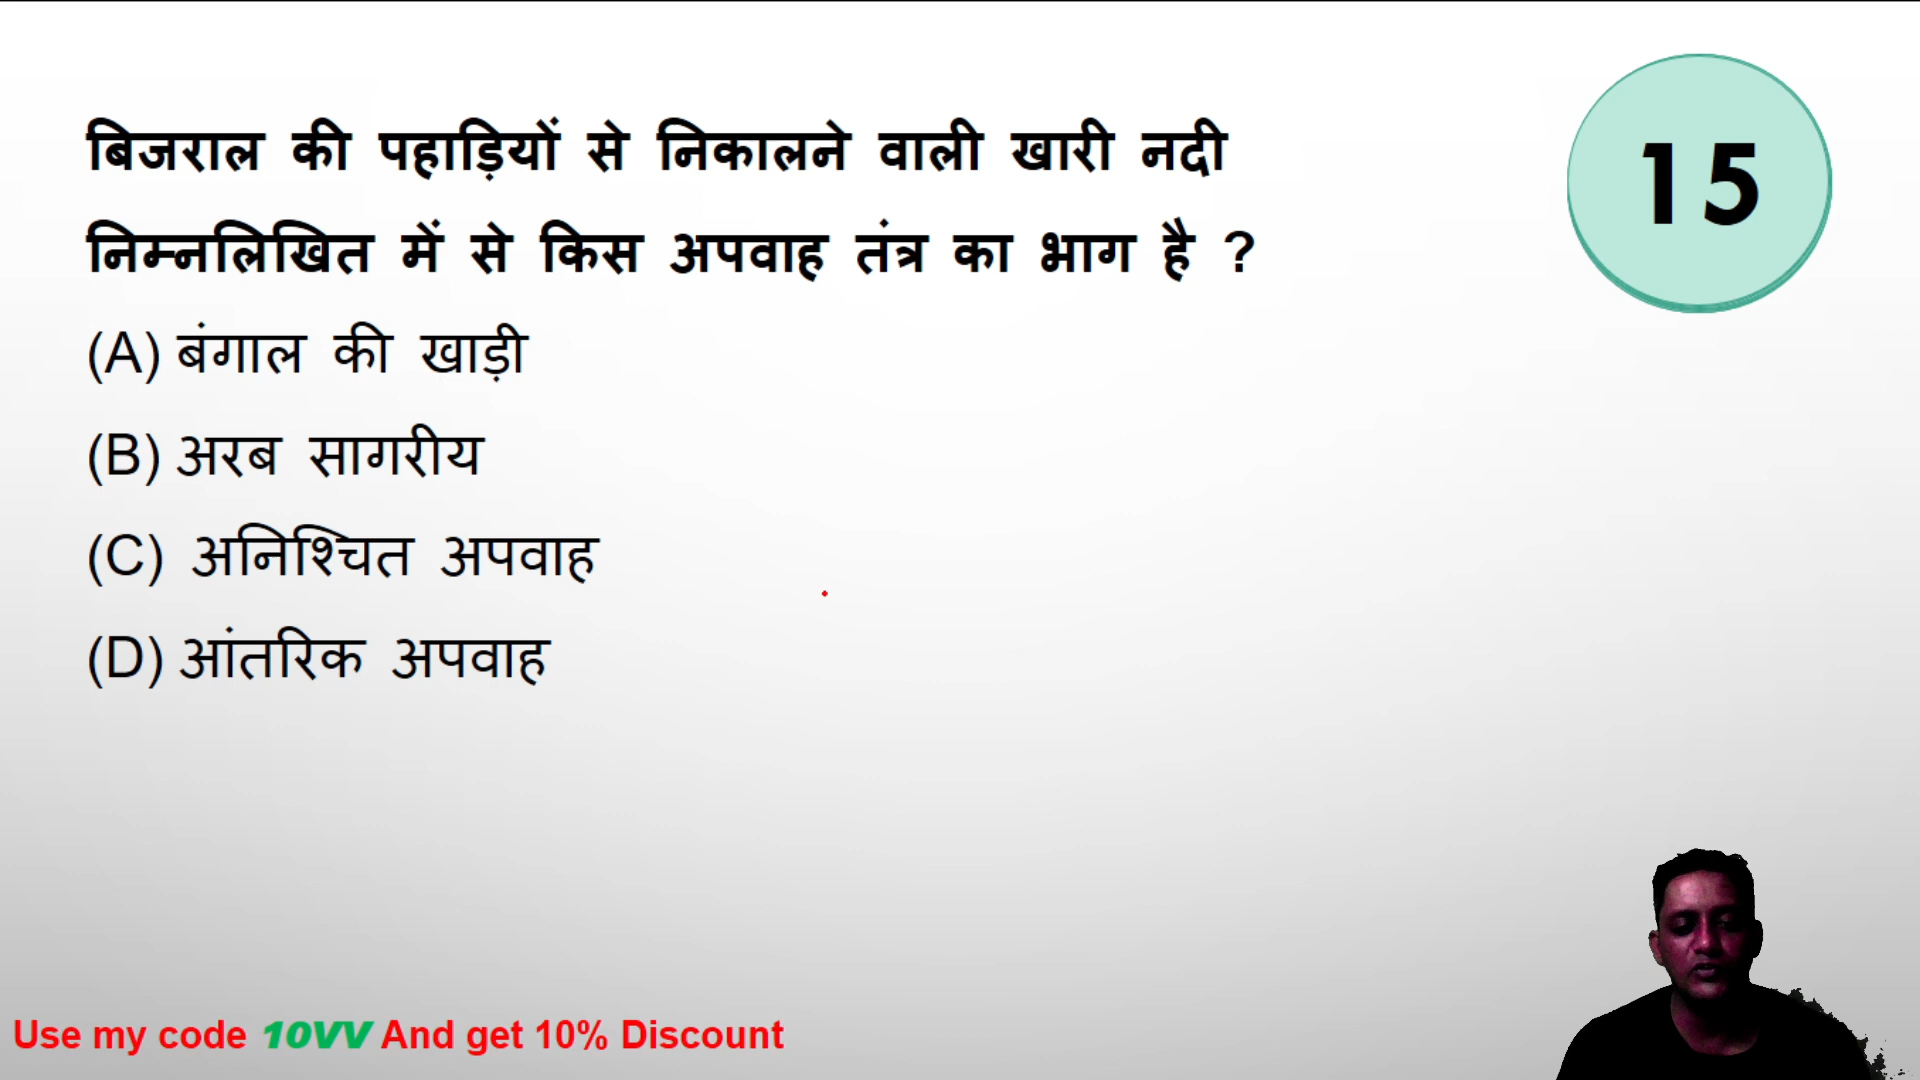 बिजराल की पहाड़ियों से निकालने वाली खारी नदी
निम्नलिखित में से किस अपवाह तंत्र का भाग है ?
(A) बंगाल की खाड़ी
(B) अरब सागरीय
(C) अनिश्चित अपवाह
(D) आंतरिक अपवाह
15
Use my code 10VV And get 10% Discount